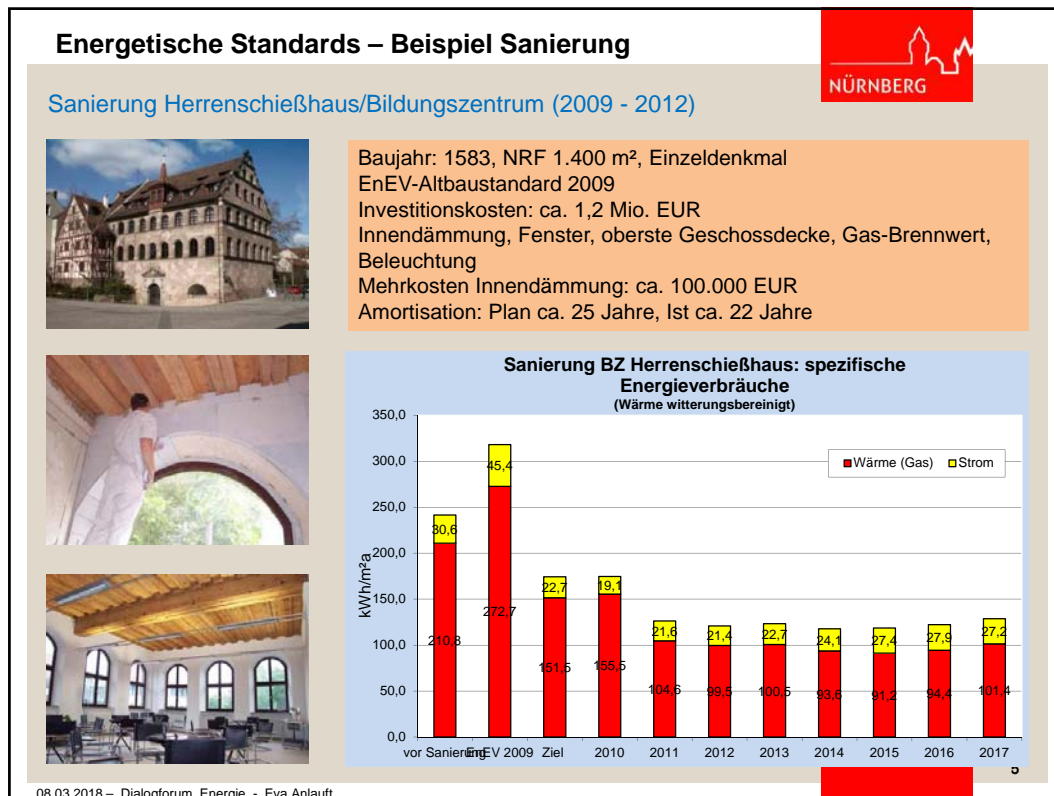 Energetische Standards – Beispiel Sanierung
NÜRNBERG
Sanierung Herrenschießhaus/Bildungszentrum (2009 - 2012)
Baujahr: 1583, NRF 1.400 m², Einzeldenkmal
EnEV-Altbaustandard 2009
Investitionskosten: ca. 1,2 Mio. EUR
Innendämmung, Fenster, oberste Geschossdecke, Gas-Brennwert,
Beleuchtung
Mehrkosten Innendämmung: ca. 100.000 EUR
Amortisation: Plan ca. 25 Jahre, Ist ca. 22 Jahre
Sanierung BZ Herrenschießhaus: spezifische
Energieverbräuche
(Wärme witterungsbereinigt)
350,0
300,0
250,0
200,0
150,0
100,0
50,0
0,0
kWh/m²a
Wärme (Gas) Strom
30,6 45,4 22,7 19,1 21,6 21,4 22,7 24,1 27,4 27,9 27,2
210,8 272,7 151,5 155,5 104,6 99,5 100,5 93,6 91,2 94,4 101,4
vor Sanierung EnEV 2009 Ziel 2010 2011 2012 2013 2014 2015 2016 2017
5
08.03.2018 – Dialogforum Energie - Eva Anlauft